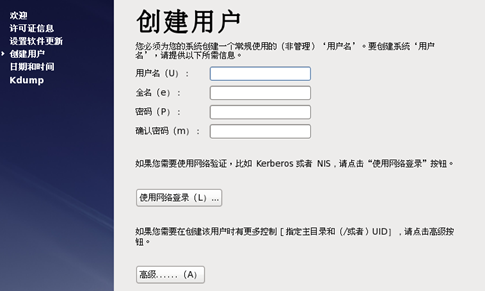 欢迎
许可证信息
设置软件更新
创建用户
日期和时间
Kdump
创建用户
您必须为您的系统创建一个常规使用的（非管理）‘用户名’。要创建系统‘用户
名’，请提供以下所需信息。
用户名（U）：
全名（e）：
密码（P）：
确认密码（m）：
如果您需要使用网络验证，比如 Kerberos 或者 NIS，请点击“使用网络登录”按钮。
使用网络登录（L）...
如果您需要在创建该用户时有更多控制［指定主目录和（/或者）UID］，请点击高级按
钮。
高级......（A）